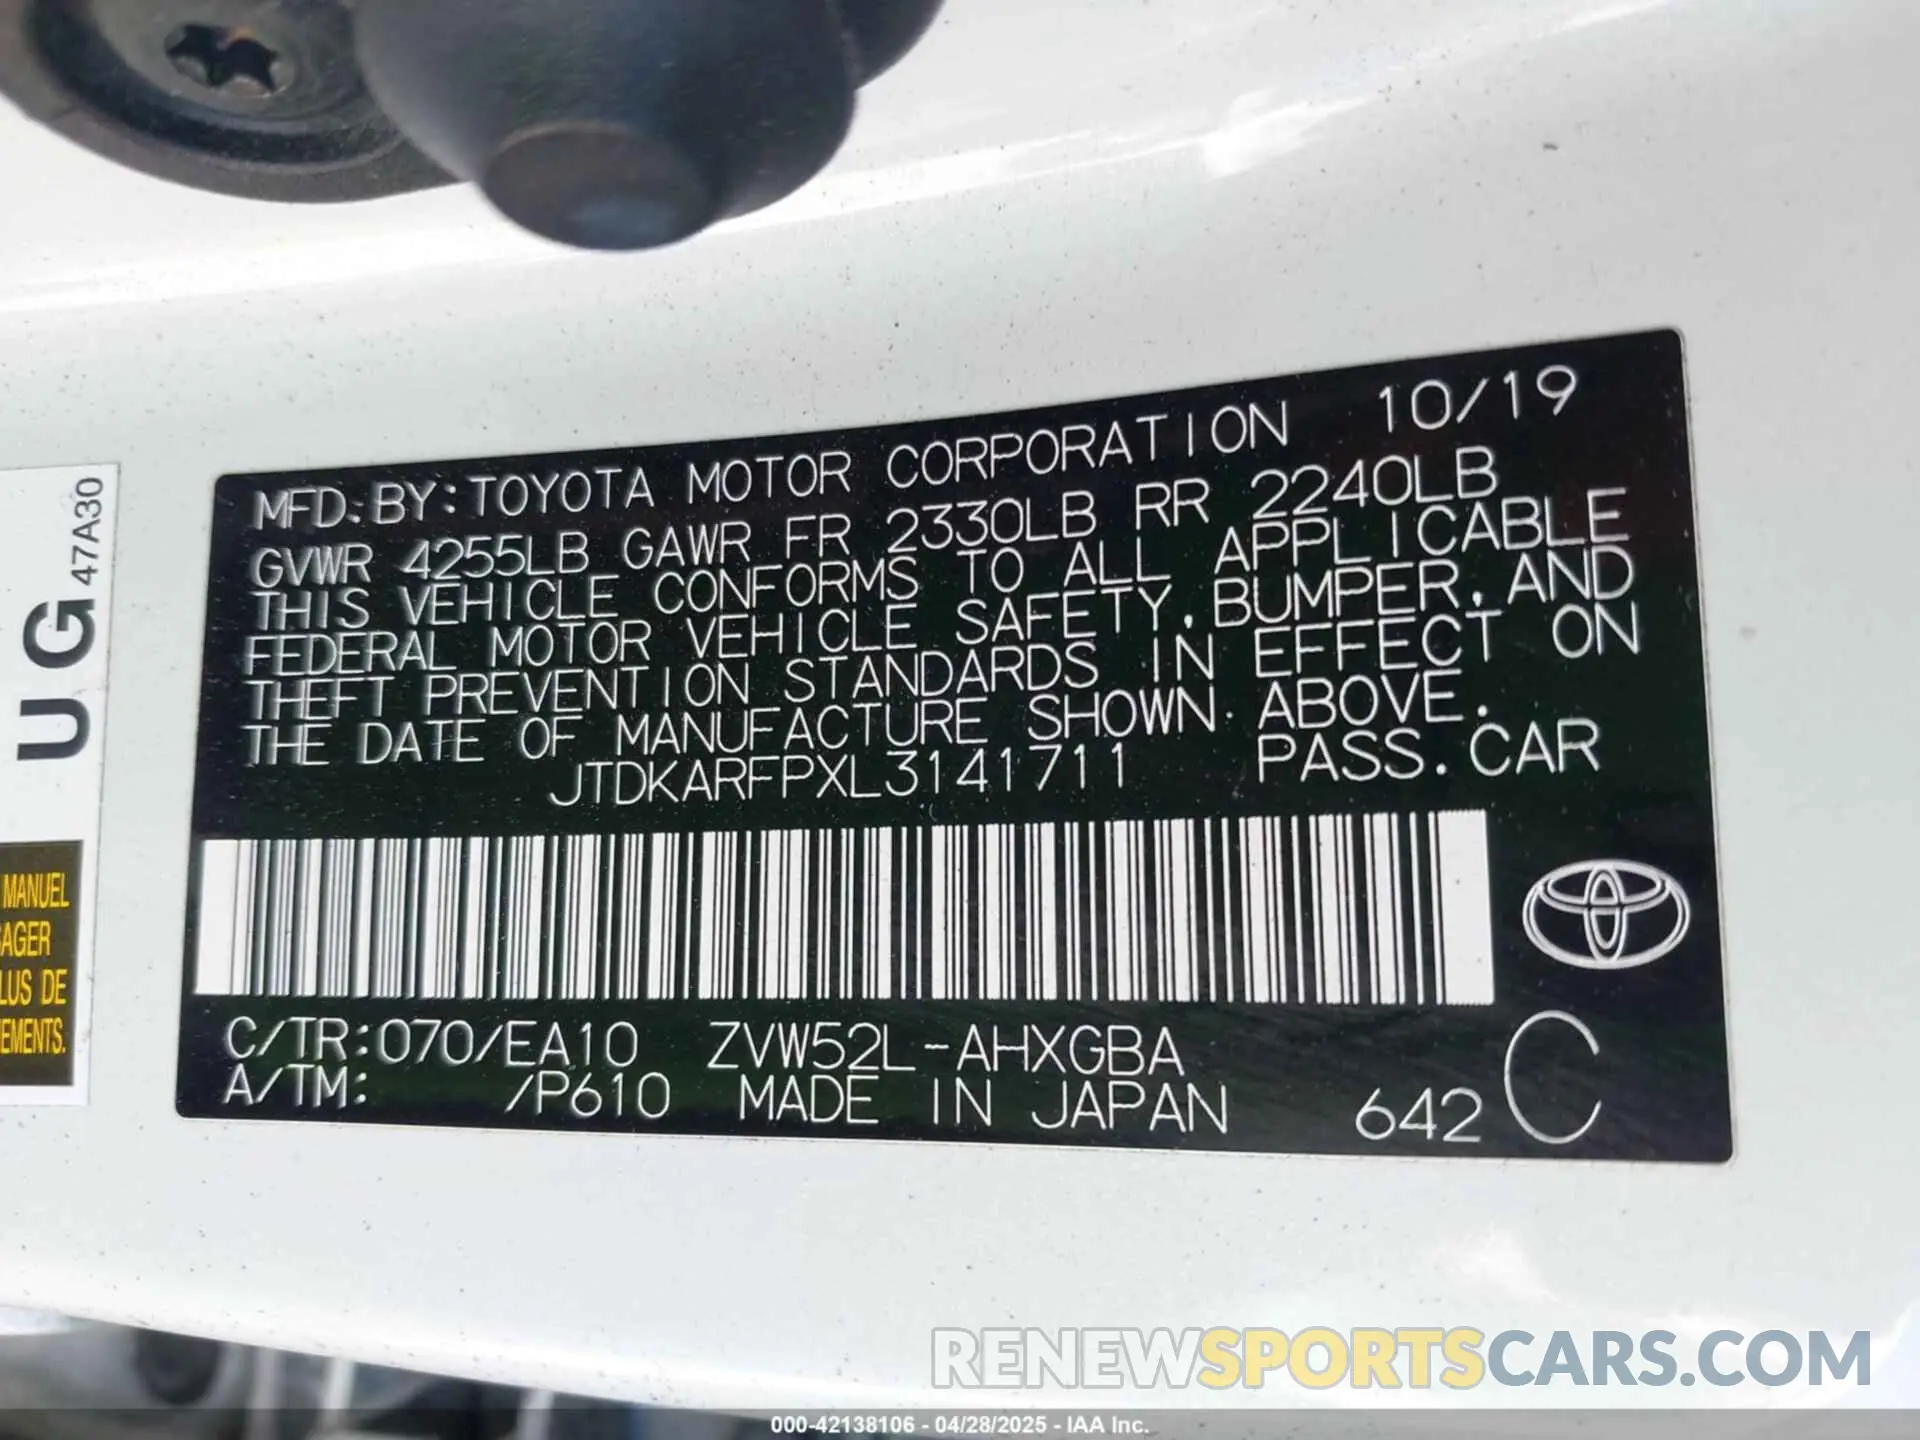 MFD. BY: TOYOTA MOTOR CORPORATION 10/19
GVWR 4255LB GAWR FR 2330LB RR 2240LB
THIS VEHICLE CONFORMS TO ALL APPLICABLE
FEDERAL MOTOR VEHICLE SAFETY, BUMPER, AND
THEFT PREVENTION STANDARDS IN EFFECT ON
THE DATE OF MANUFACTURE SHOWN ABOVE.
JTDKARFPXL3141711 PASS. CAR
C/TR:070/EA10 ZVW52L-AHXGBA
A/TM: /P610 MADE IN JAPAN 642 C
UG 47A30
MANUEL
LUS DE
RENEWSPORTSCARS.COM
000-42138106 - 04/28/2025 - IAA Inc.